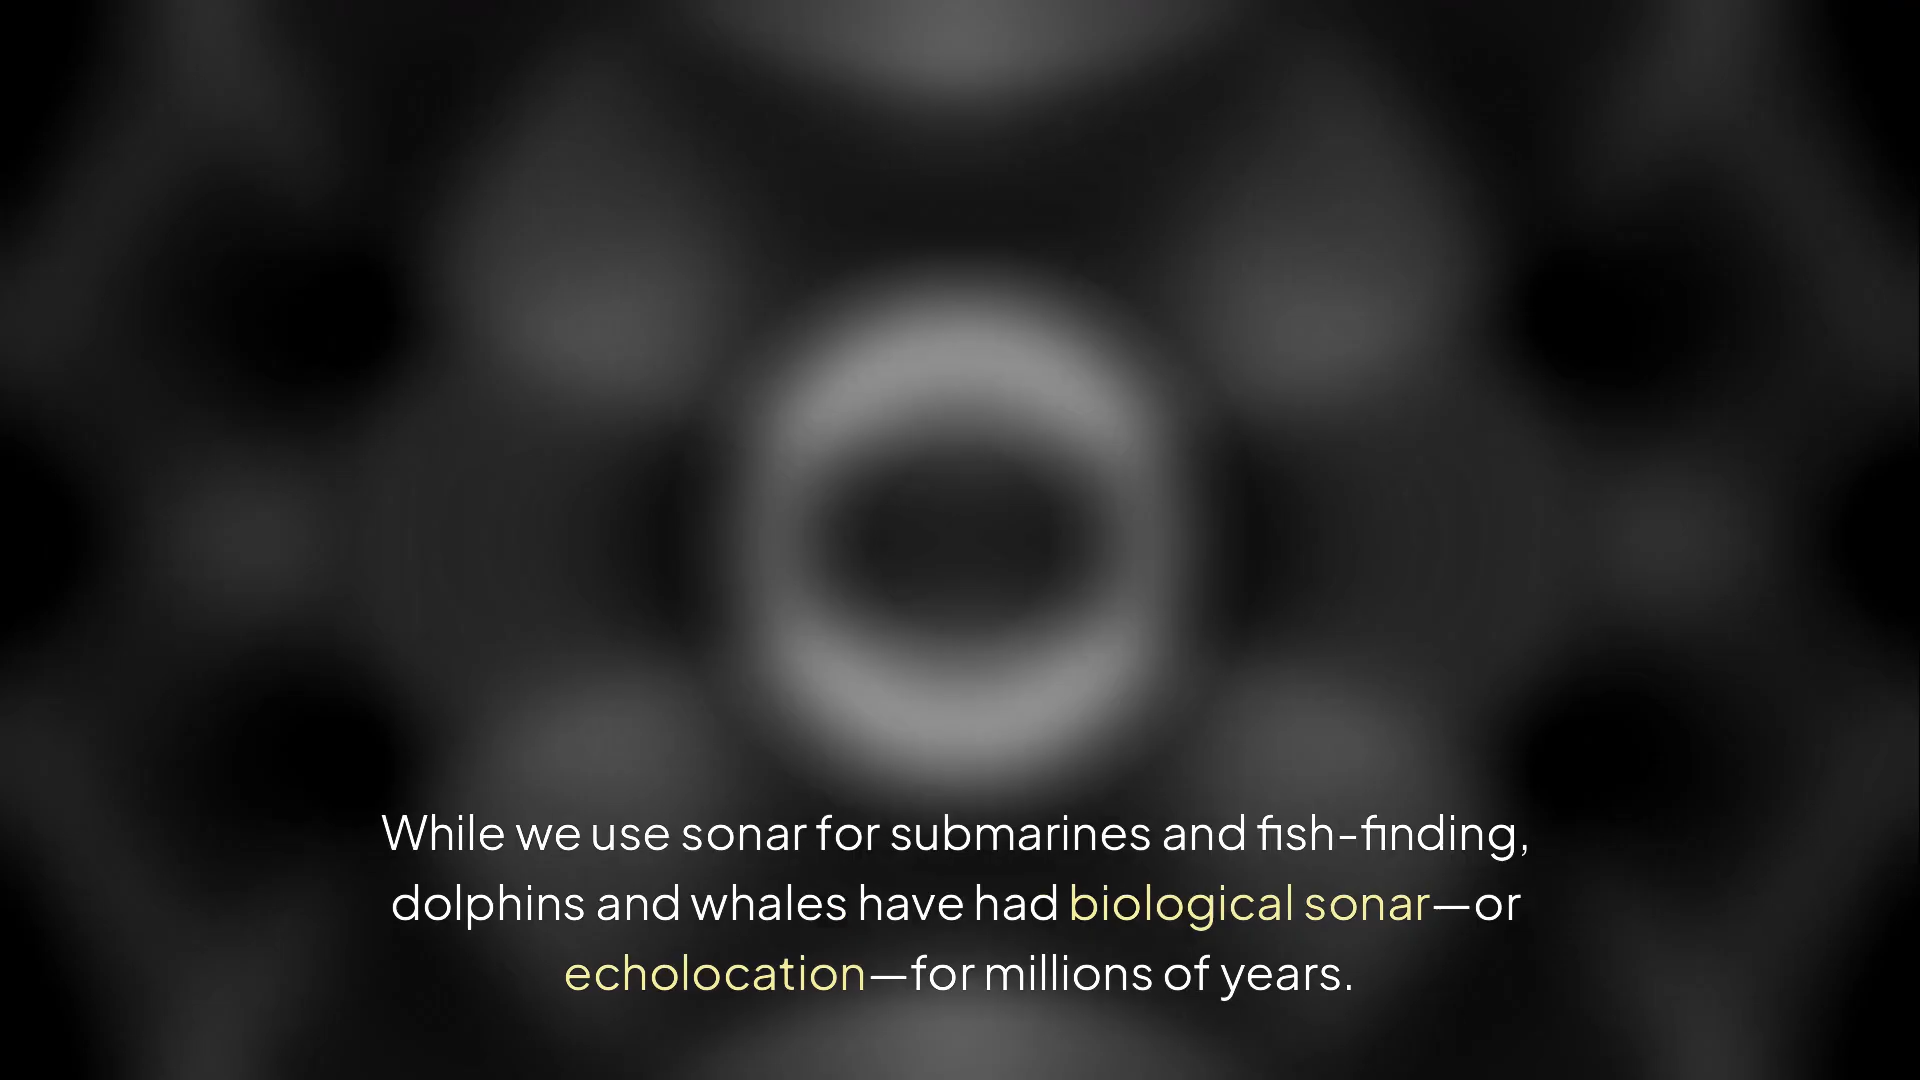 While we use sonar for submarines and fish-finding,
dolphins and whales have had biological sonar—or
echolocation—for millions of years.